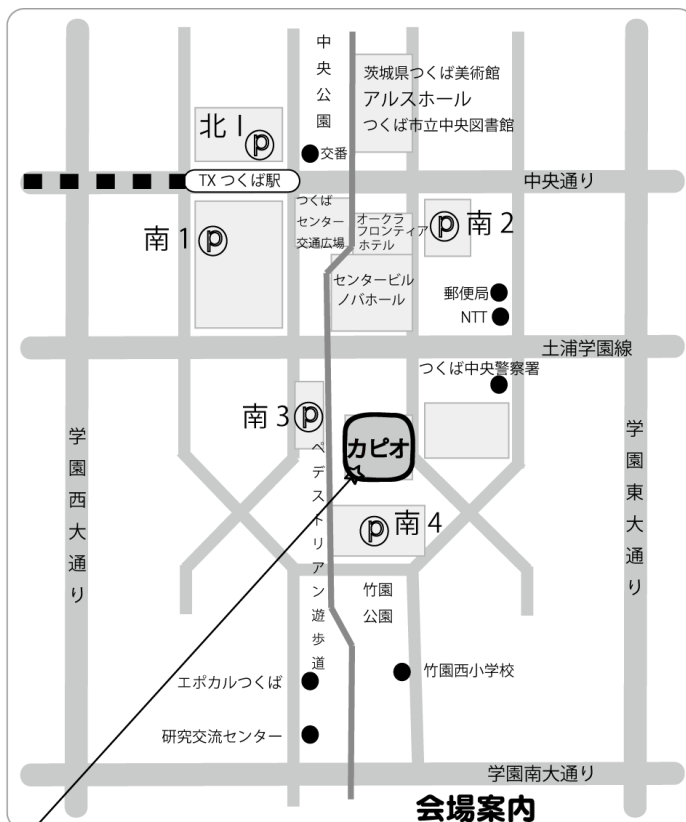 中央公園
茨城県つくば美術館
アルスホール
つくば市立中央図書館
北1
P
交番
TX つくば駅
中央通り
つくば
センター
交通広場
オークラ
フロンティア
ホテル
南1
P
P
南2
センタービル
ノバホール
郵便局
NTT
土浦学園線
つくば中央警察署
南3
P
カピオ
学園西大通り
学園東大通り
ペデストリアン遊歩道
P
南4
竹園
公園
エポカルつくば
竹園西小学校
研究交流センター
学園南大通り
会場案内